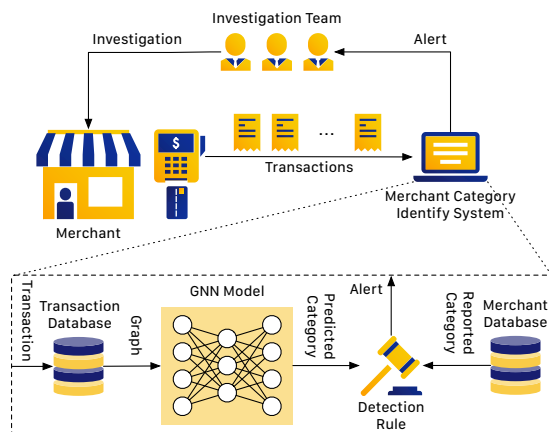 Investigation Team
Investigation
Alert
$
...
Transactions
Merchant
Merchant Category
Identify System
Transaction
Transaction
Database
Graph
GNN Model
Predicted
Category
Alert
Detection
Rule
Reported
Category
Merchant
Database